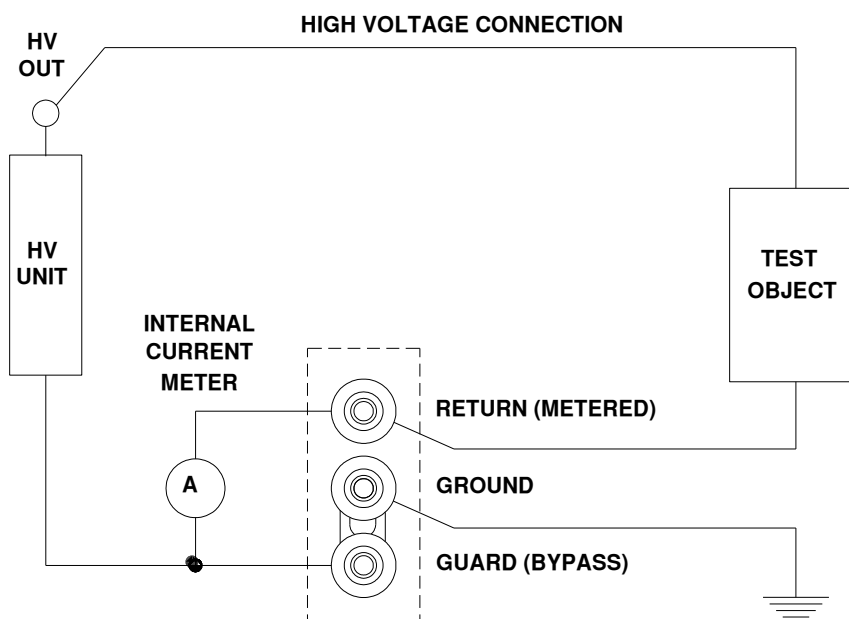 HIGH VOLTAGE CONNECTION
HV
OUT
HV
UNIT
TEST
OBJECT
INTERNAL
CURRENT
METER
RETURN (METERED)
A
GROUND
GUARD (BYPASS)